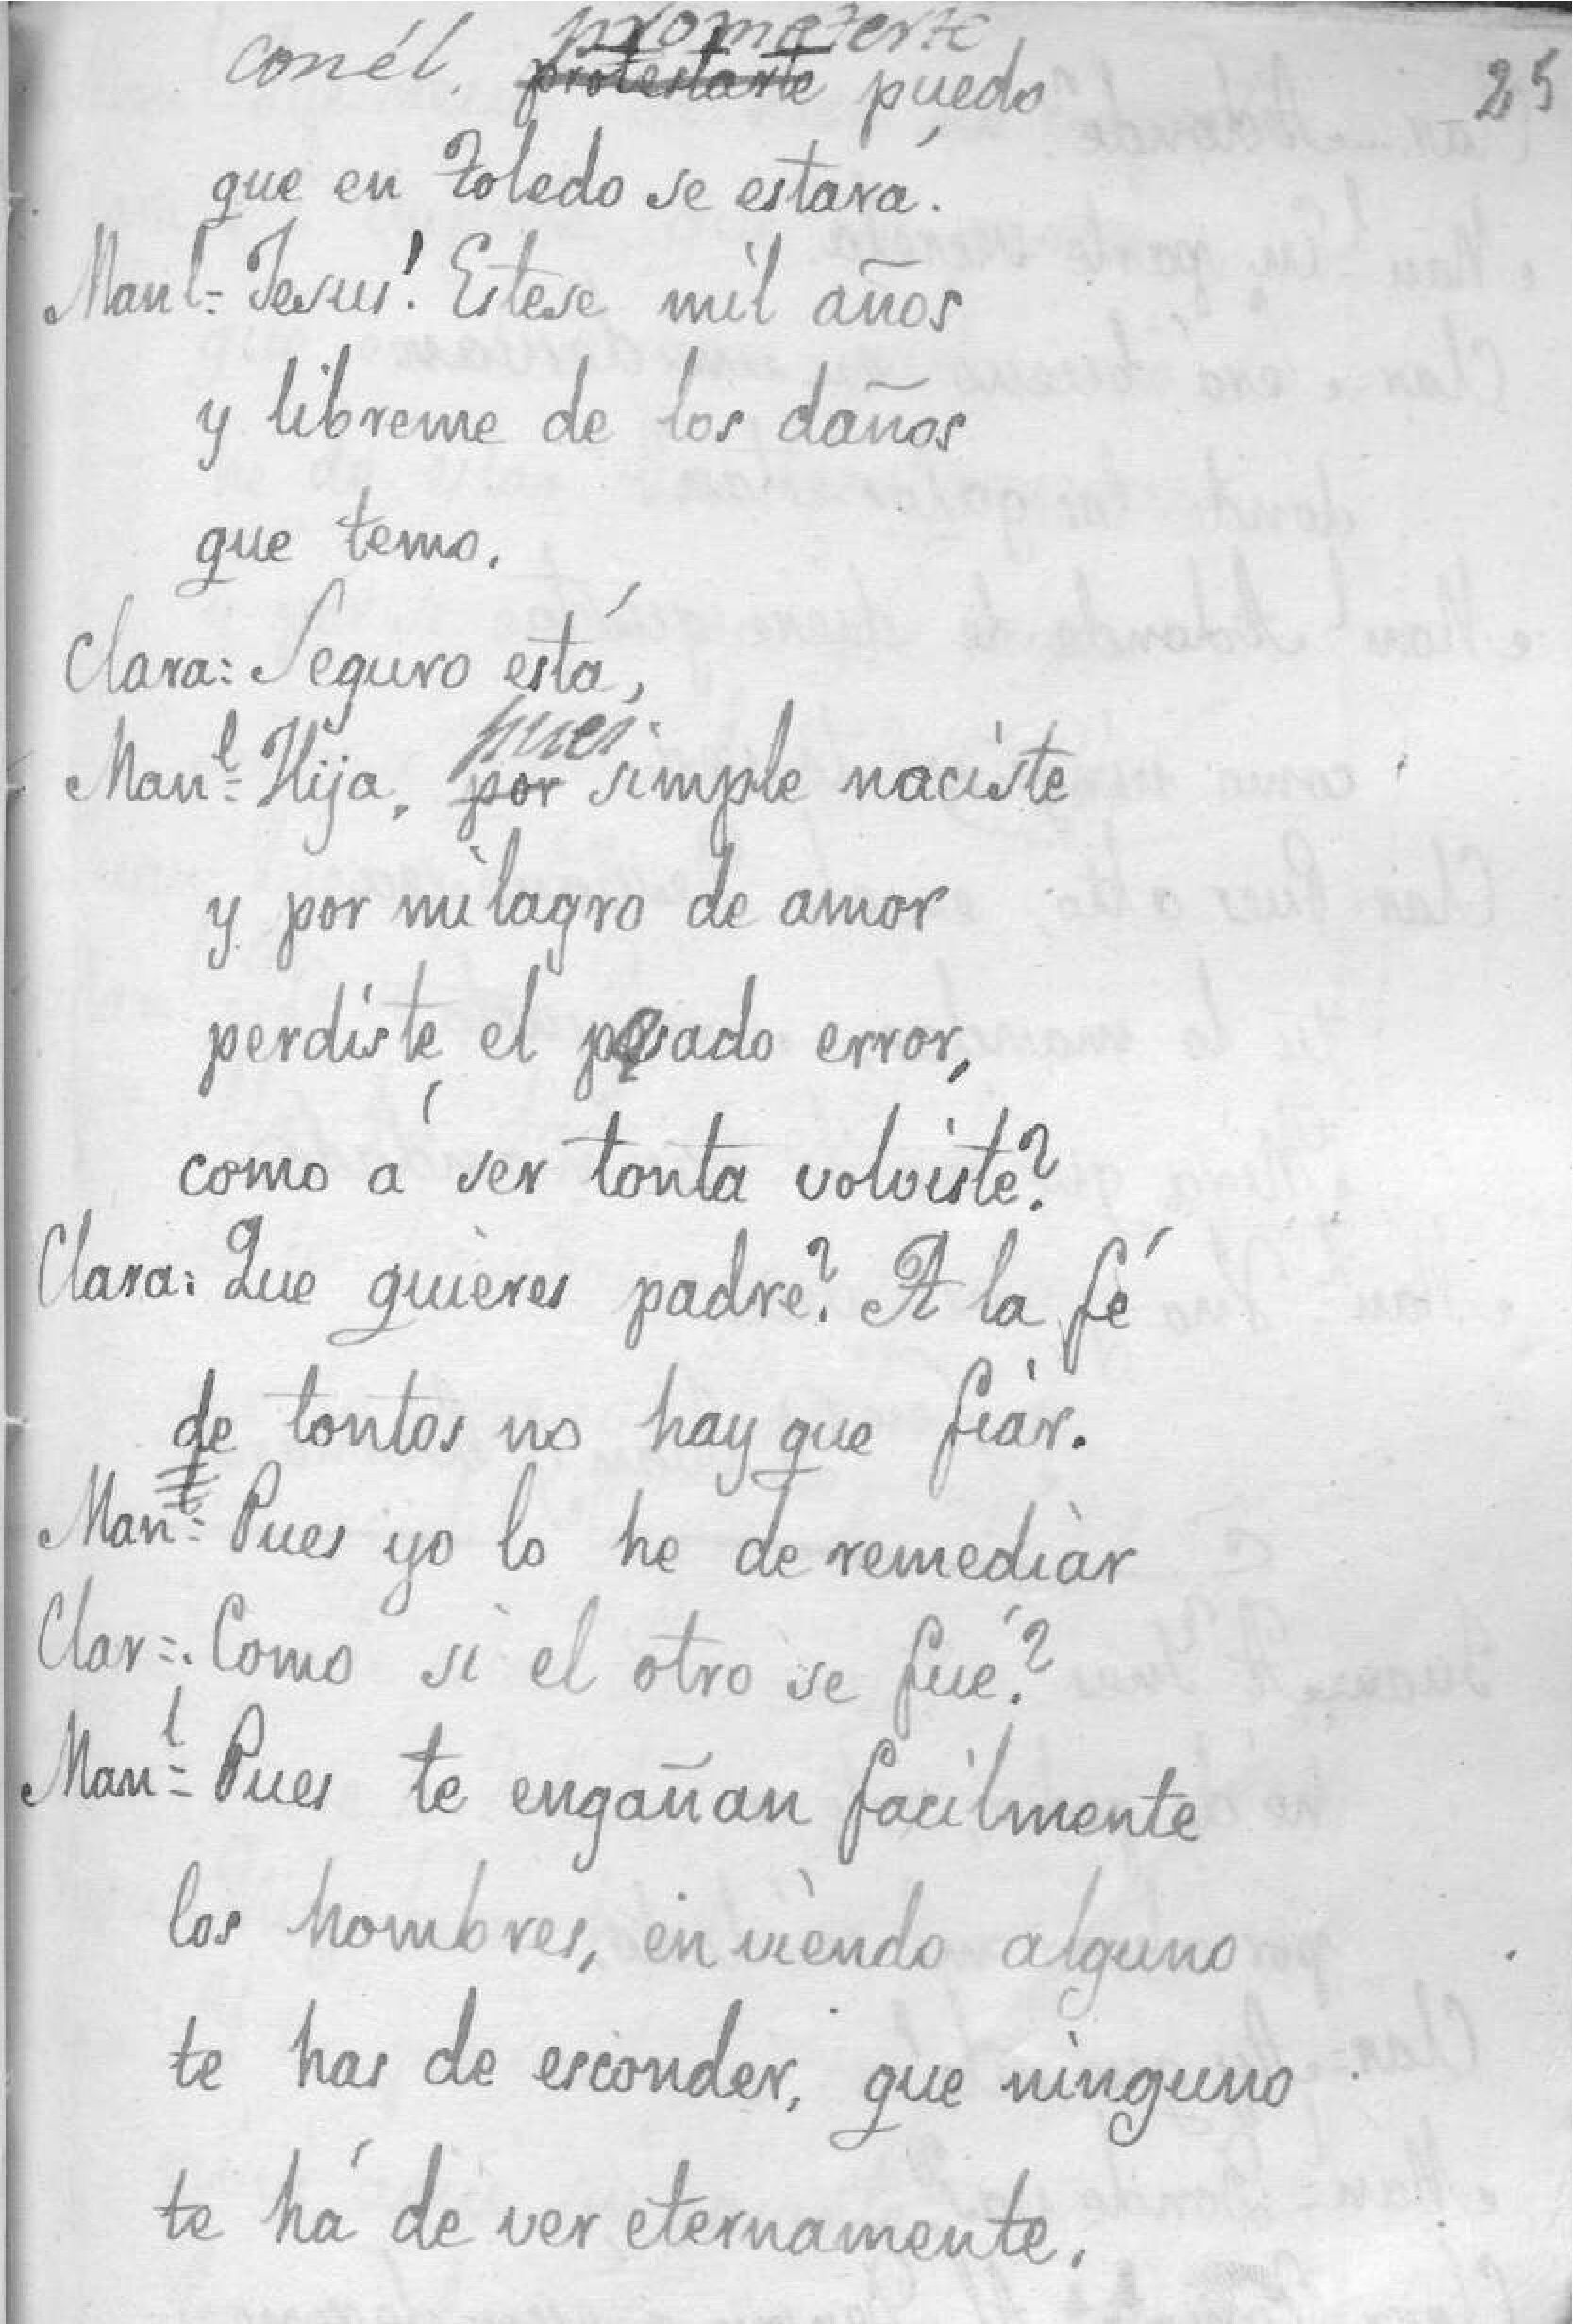 prometerte
con él, protestarte puedo
25
que en Toledo se estará.
Manl= Jesus! Estese mil años
y libreme de los daños
que temo.
Clara: Seguro está,
pues
Manl= Hija, por simple naciste
y por milagro de amor
perdiste el pasado error,
como á ser tonta volviste?
Clara: Que quieres padre? A la fé
de tontos no hay que fiar.
Manl= Pues yo lo he de remediar
Clar=. Como si el otro se fué?
Manl= Pues te engañan facilmente
los hombres, en viendo alguno
te has de esconder, que ninguno
te há de ver eternamente.